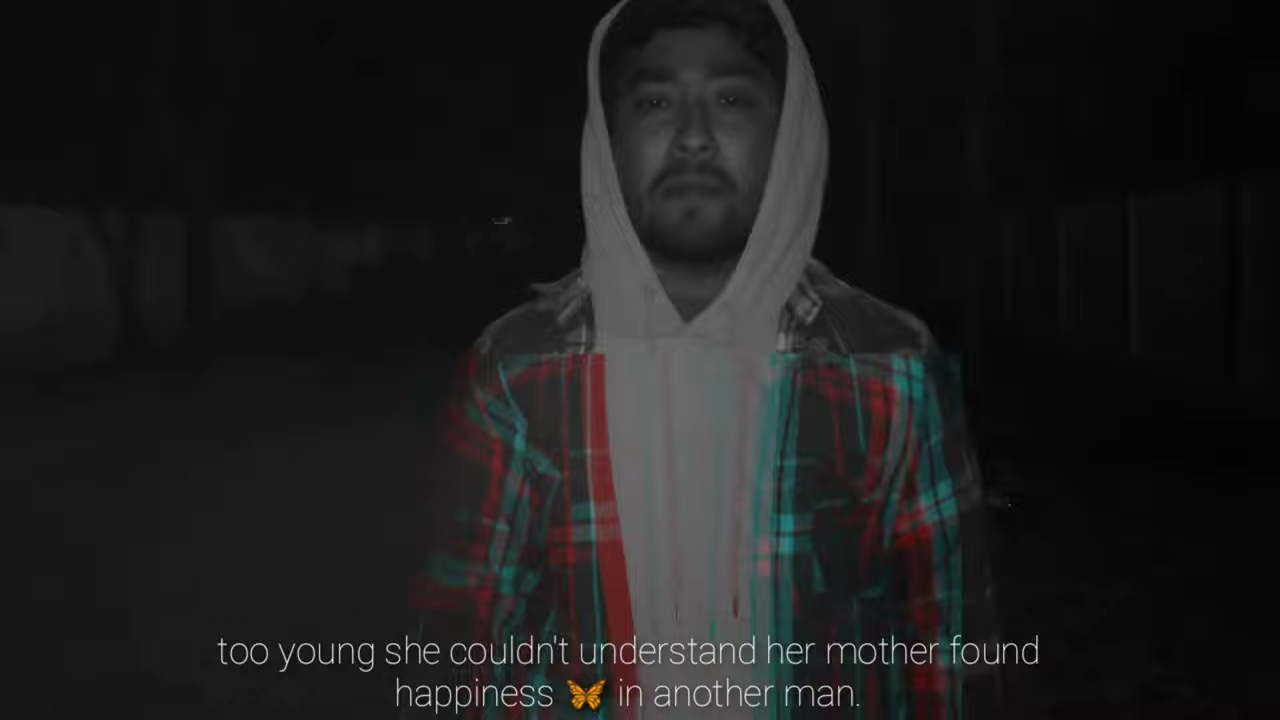 too young she couldn't understand her mother found
happiness 🦋 in another man.